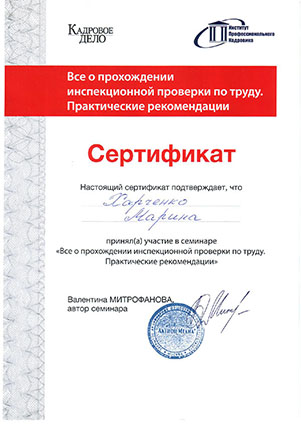 КАДРОВОЕ
ДЕЛО
Институт
Профессионального
Кадровика
Все о прохождении
инспекционной проверки по труду.
Практические рекомендации
Сертификат
Настоящий сертификат подтверждает, что
Харченко
Марина
принял(а) участие в семинаре
«Все о прохождении инспекционной проверки по труду.
Практические рекомендации»
Валентина МИТРОФАНОВА,
автор семинара